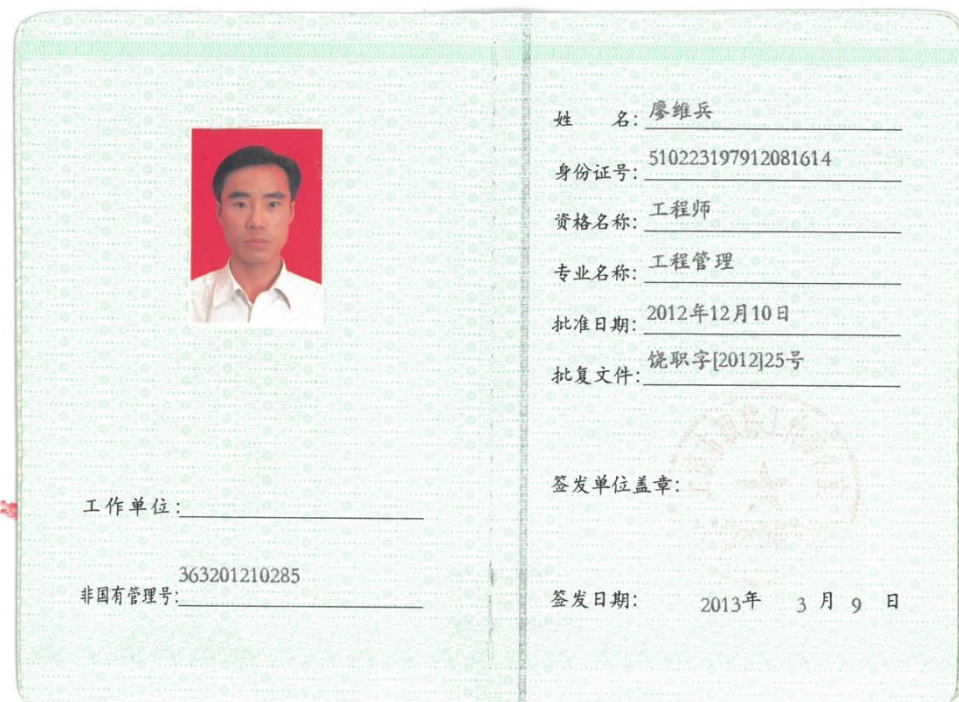 工作单位:
非国有管理号:363201210285
姓 名:廖维兵
身份证号:510223197912081614
资格名称:工程师
专业名称:工程管理
批准日期:2012年12月10日
批复文件:饶职字[2012]25号
签发单位盖章:
签发日期: 2013年 3 月 9 日